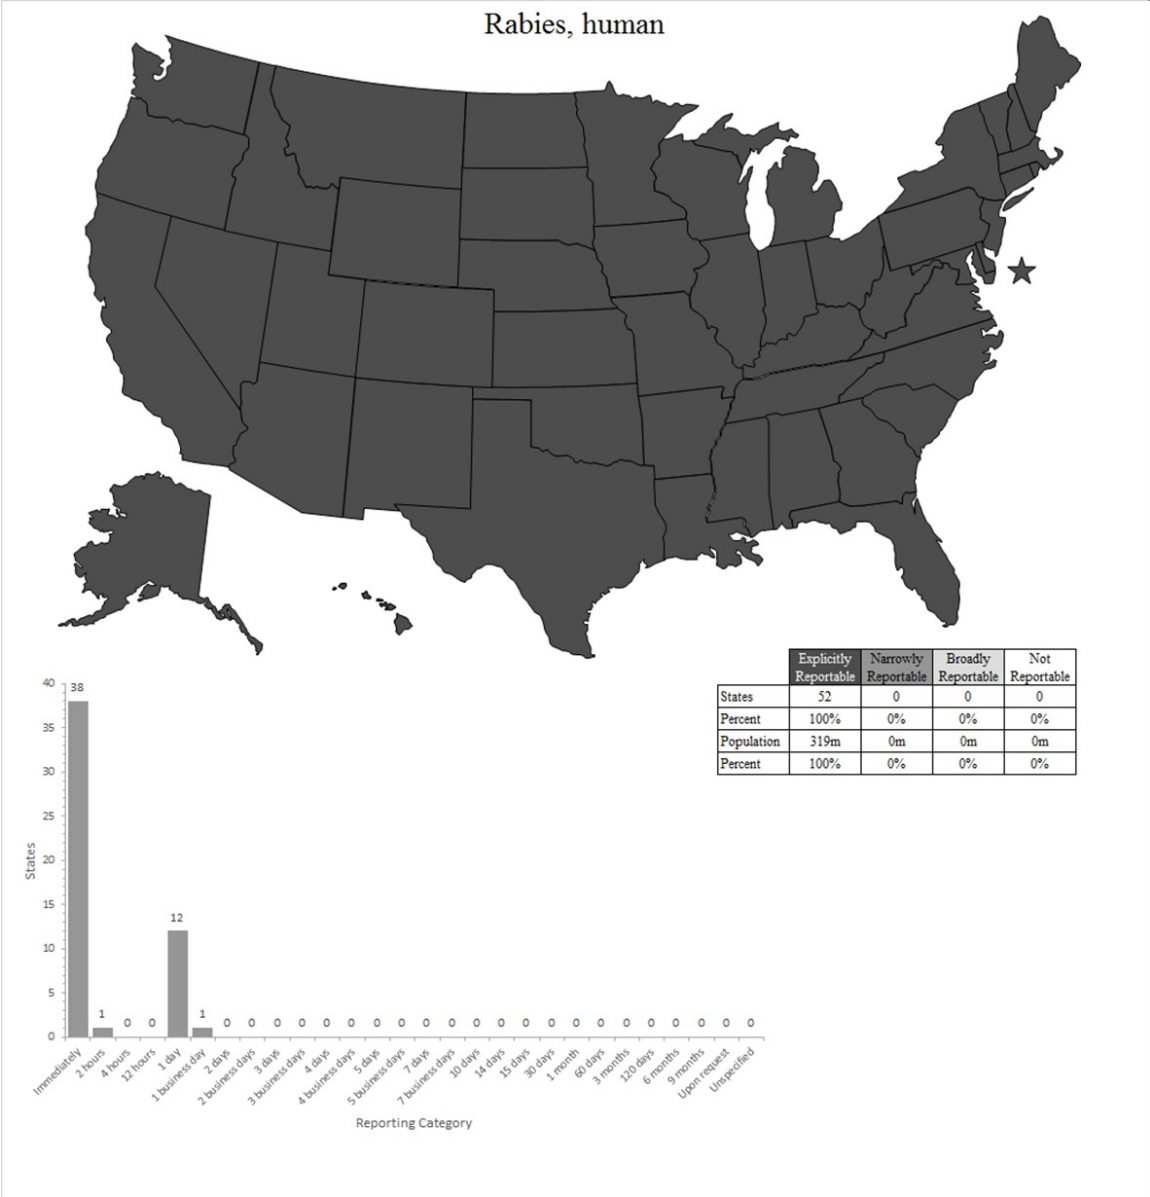 Rabies, human
Explicitly Reportable Narrowly Reportable Broadly Reportable Not Reportable
States 52 0 0 0
Percent 100% 0% 0% 0%
Population 319m 0m 0m 0m
Percent 100% 0% 0% 0%
40
35
30
25
20
15
10
5
0
States
38 1 0 0 12 1 0 0 0 0 0 0 0 0 0 0 0 0 0 0 0 0 0 0 0 0 0 0
Immediately
2 hours
4 hours
12 hours
1 day
1 business day
2 days
2 business days
3 days
3 business days
4 days
4 business days
5 days
5 business days
7 days
7 business days
10 days
14 days
15 days
30 days
1 month
60 days
3 months
120 days
6 months
9 months
Upon request
Unspecified
Reporting Category